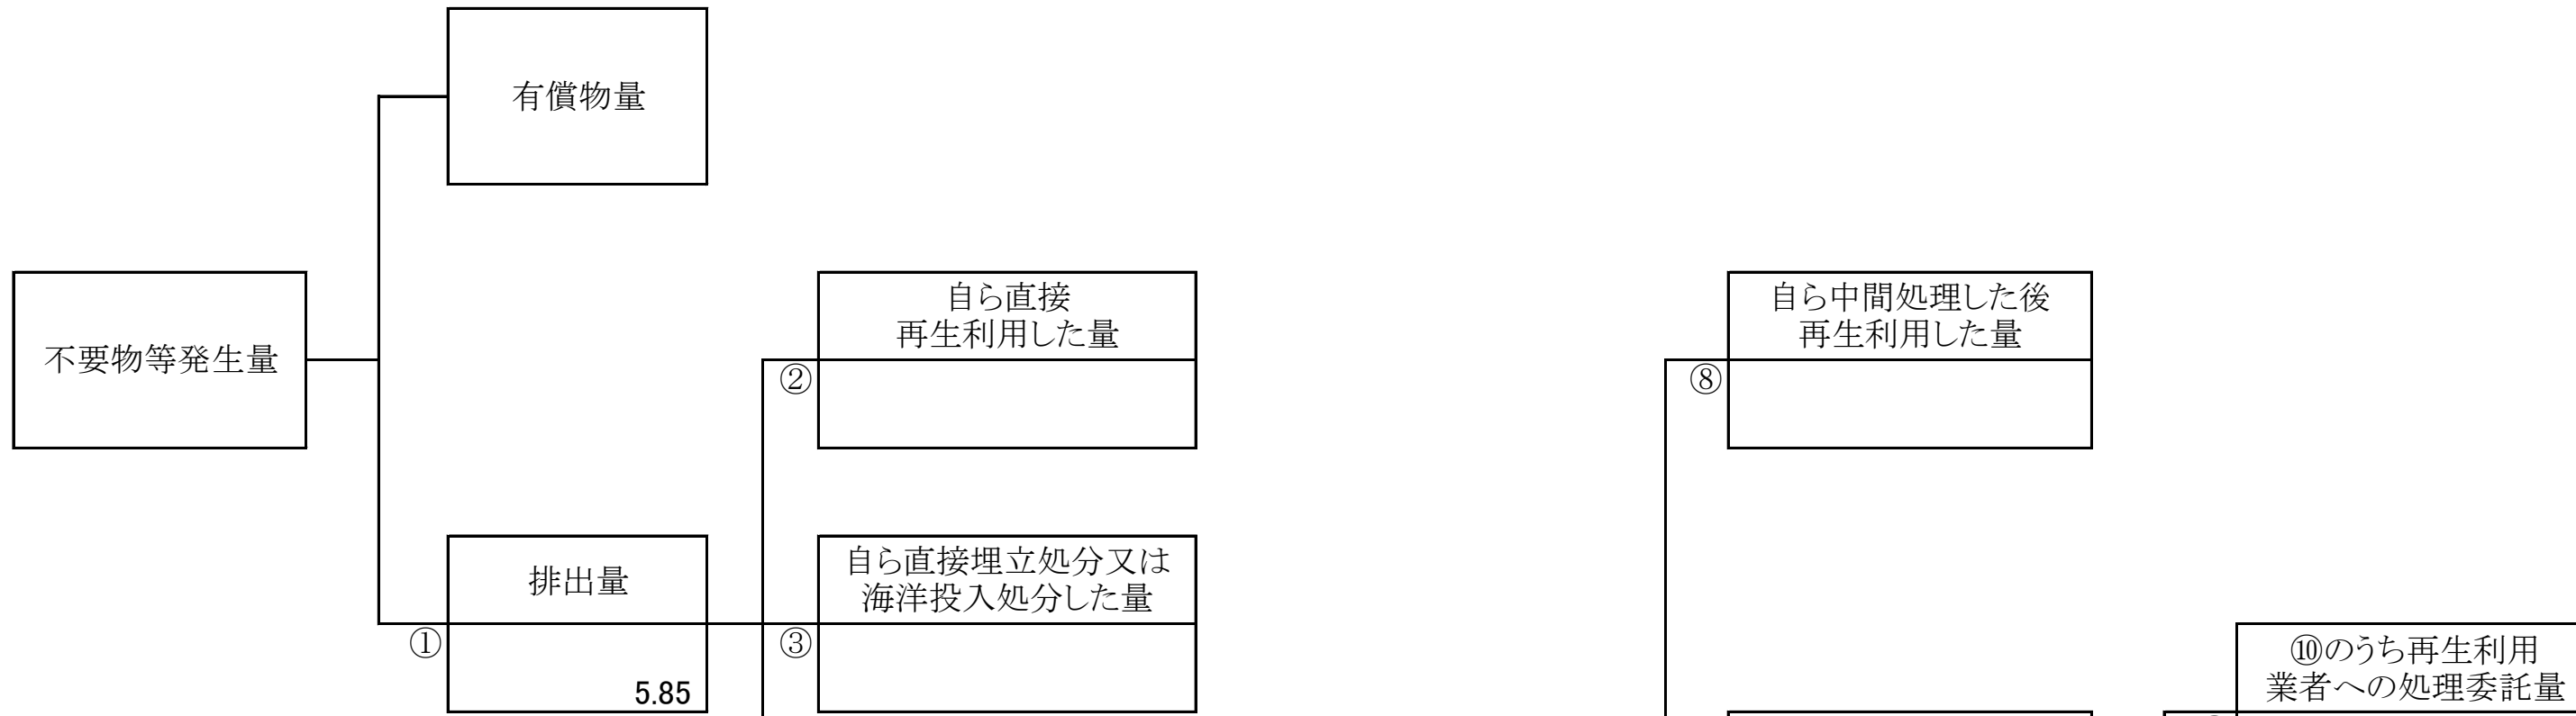 有償物量
不要物等発生量
自ら直接
再生利用した量
②
自ら中間処理した後
再生利用した量
⑧
排出量
①
5.85
自ら直接埋立処分又は
海洋投入処分した量
③
⑩のうち再生利用
業者への処理委託量